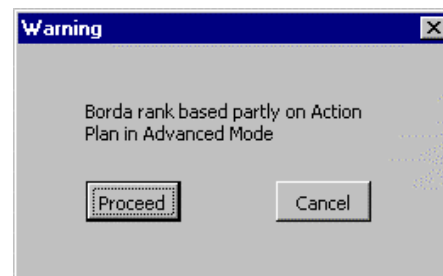 Warning
Borda rank based partly on Action
Plan in Advanced Mode
Proceed Cancel